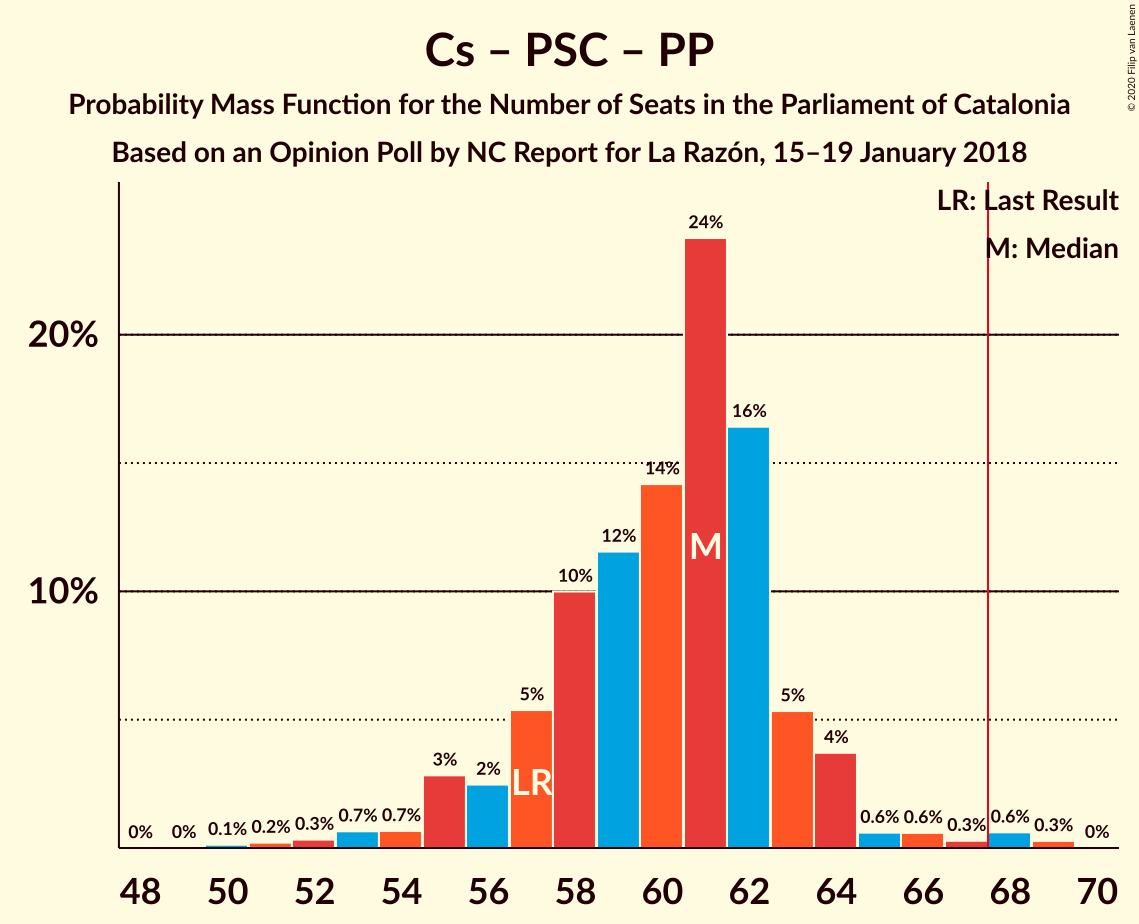 Cs – PSC – PP
Probability Mass Function for the Number of Seats in the Parliament of Catalonia
Based on an Opinion Poll by NC Report for La Razón, 15–19 January 2018
© 2020 Filip van Laenen
LR: Last Result
M: Median
20%
10%
0% 0% 0.1% 0.2% 0.3% 0.7% 0.7% 3% 2% 5% 10% 12% 14% 24% 16% 5% 4% 0.6% 0.6% 0.3% 0.6% 0.3% 0%
LR M
48 50 52 54 56 58 60 62 64 66 68 70